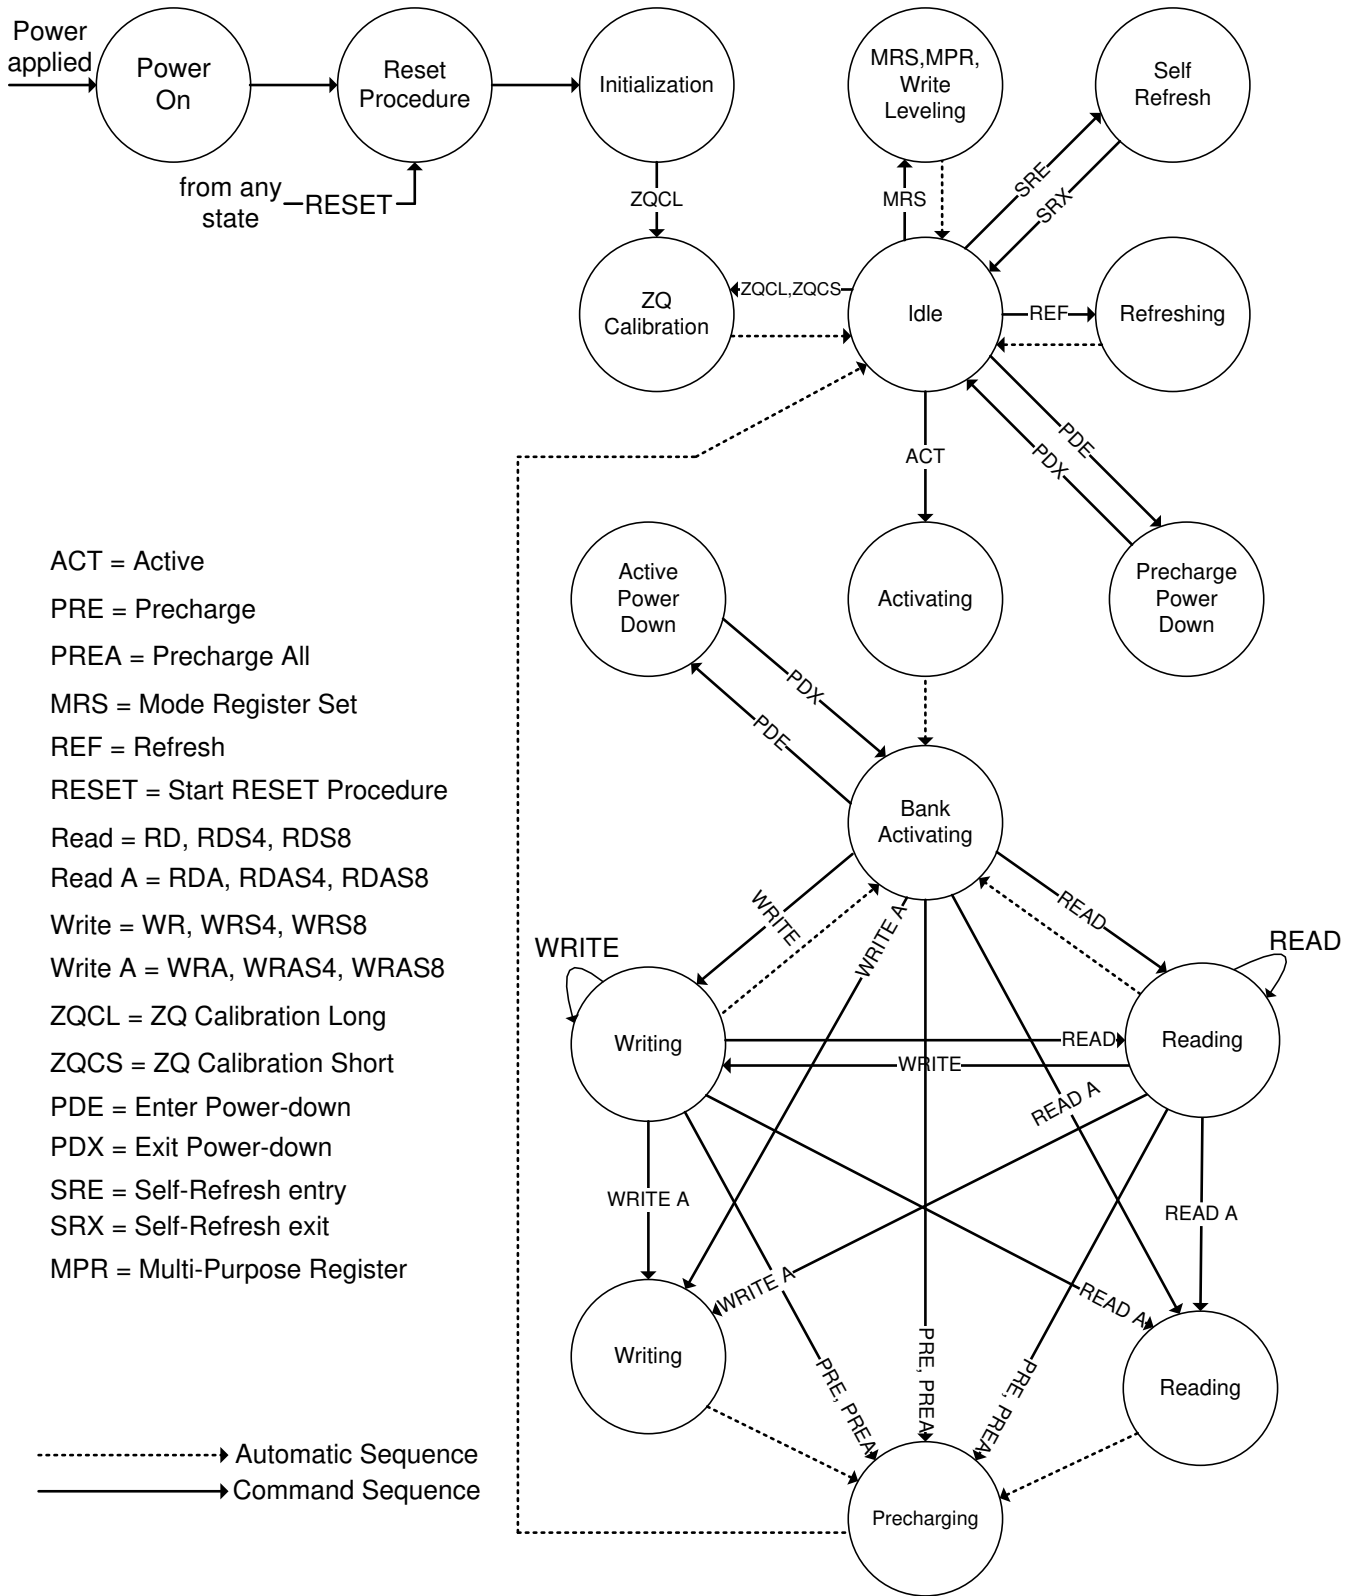 Power
applied
Power
On
Reset
Procedure
Initialization
MRS,MPR,
Write
Leveling
Self
Refresh
from any
state
RESET
ZQCL
MRS
SRE
SRX
ZQ
Calibration
ZQCL,ZQCS
Idle
REF
Refreshing
ACT
PDE
PDX
Active
Power
Down
Activating
Precharge
Power
Down
PDX
PDE
Bank
Activating
ACT = Active
PRE = Precharge
PREA = Precharge All
MRS = Mode Register Set
REF = Refresh
RESET = Start RESET Procedure
Read = RD, RDS4, RDS8
Read A = RDA, RDAS4, RDAS8
Write = WR, WRS4, WRS8
Write A = WRA, WRAS4, WRAS8
ZQCL = ZQ Calibration Long
ZQCS = ZQ Calibration Short
PDE = Enter Power-down
PDX = Exit Power-down
SRE = Self-Refresh entry
SRX = Self-Refresh exit
MPR = Multi-Purpose Register
WRITE
WRITE
WRITE A
READ
READ
Writing
READ
Reading
WRITE
READ A
WRITE A
READ A
WRITE A
READ A
Writing
PRE, PREA
PRE, PREA
PRE, PREA
Reading
Precharging
Automatic Sequence
Command Sequence